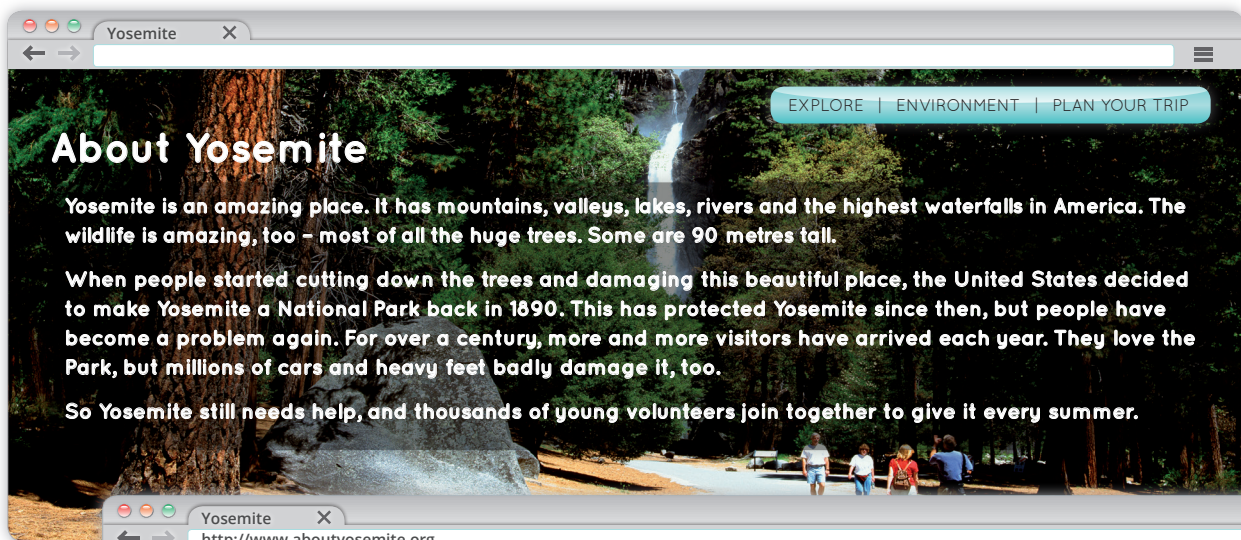 Yosemite
EXPLORE | ENVIRONMENT | PLAN YOUR TRIP
About Yosemite
Yosemite is an amazing place. It has mountains, valleys, lakes, rivers and the highest waterfalls in America. The
wildlife is amazing, too – most of all the huge trees. Some are 90 metres tall.
When people started cutting down the trees and damaging this beautiful place, the United States decided
to make Yosemite a National Park back in 1890. This has protected Yosemite since then, but people have
become a problem again. For over a century, more and more visitors have arrived each year. They love the
Park, but millions of cars and heavy feet badly damage it, too.
So Yosemite still needs help, and thousands of young volunteers join together to give it every summer.
Yosemite
http://www.aboutyosemite.org